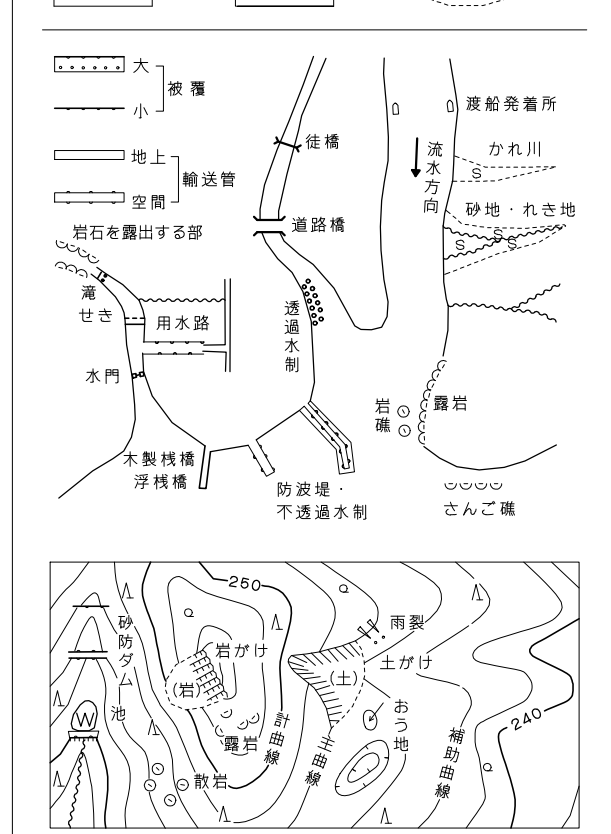 大
小
被覆
地上
空間
輸送管
岩石を露出する部
滝
せき
用水路
水門
木製桟橋
浮桟橋
徒橋
道路橋
透過水制
防波堤・
不透過水制
流水方向
渡船発着所
かれ川
S
砂地・れき地
S
S
S
岩礁
露岩
さんご礁
250
砂防ダム
池
W
岩がけ
(岩)
露岩
散岩
計曲線
主曲線
雨裂
土がけ
(土)
おう地
補助曲線
240